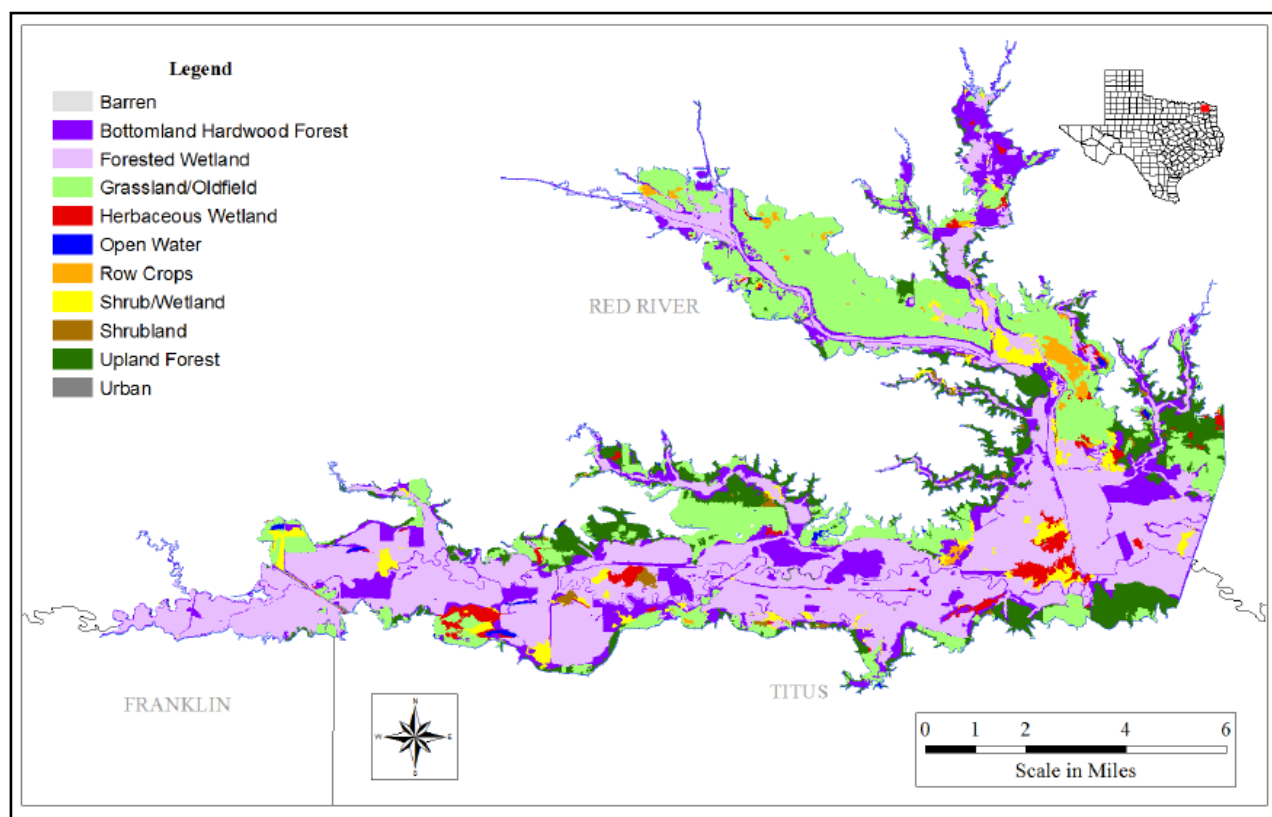 Legend
Barren
Bottomland Hardwood Forest
Forested Wetland
Grassland/Oldfield
Herbaceous Wetland
Open Water
Row Crops
Shrub/Wetland
Shrubland
Upland Forest
Urban
RED RIVER
FRANKLIN
TITUS
N
W E
S
0 1 2 4 6
Scale in Miles